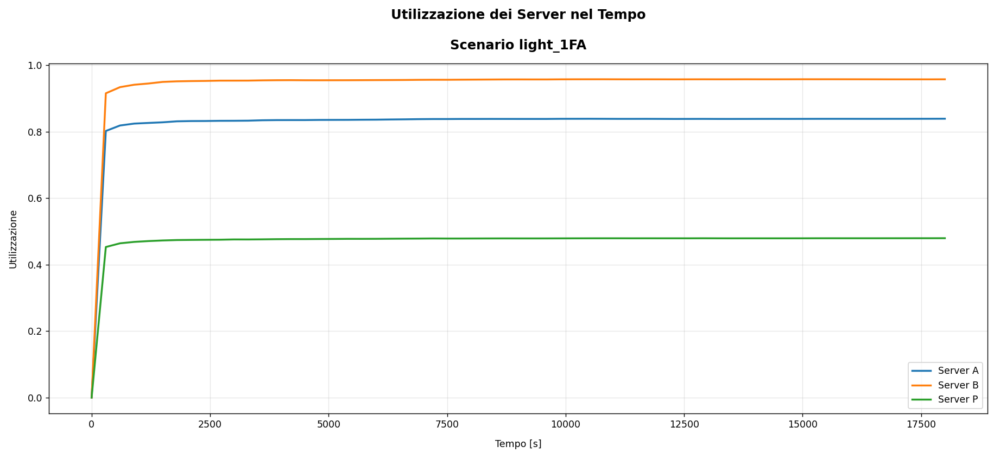 Utilizzazione dei Server nel Tempo
Scenario light_1FA
1.0
0.8
0.6
0.4
0.2
0.0
Utilizzazione
0 2500 5000 7500 10000 12500 15000 17500
Tempo [s]
Server A
Server B
Server P